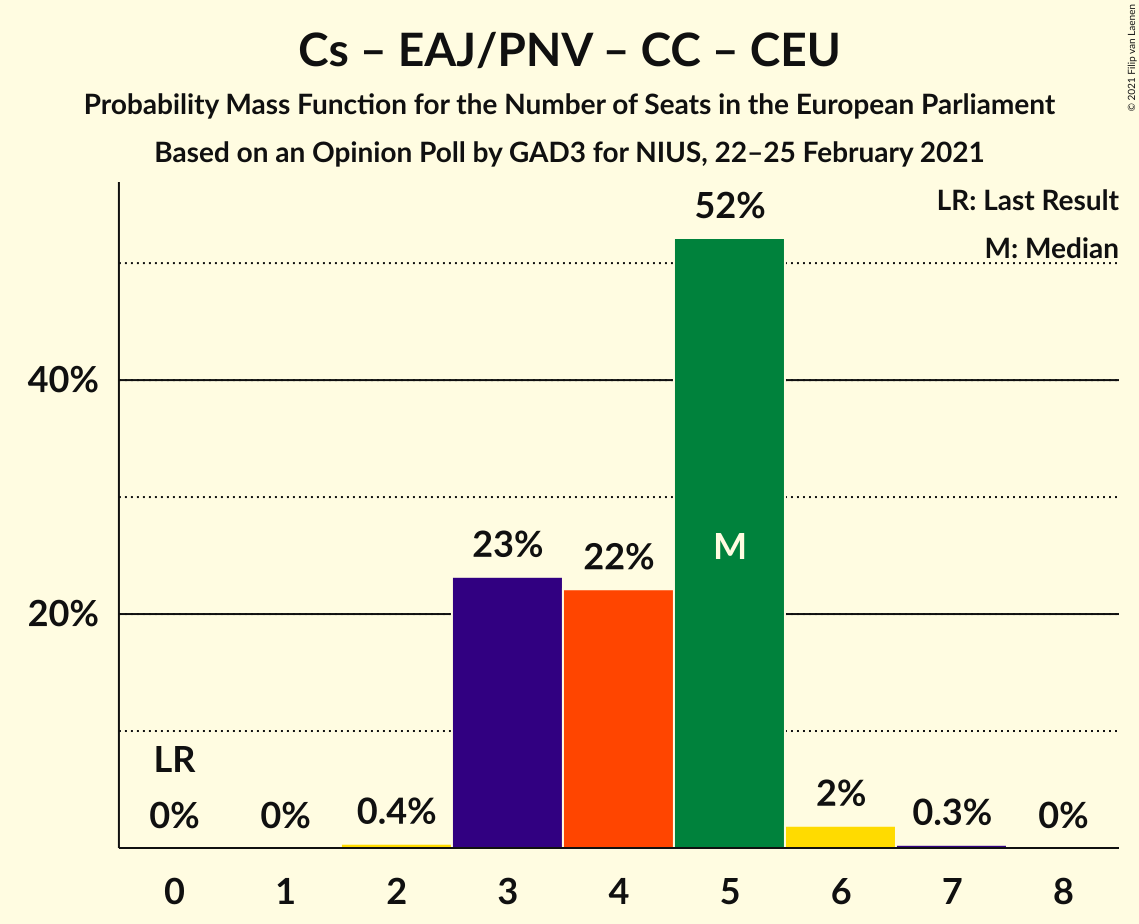 © 2021 Filip van Laenen
Cs – EAJ/PNV – CC – CEU
Probability Mass Function for the Number of Seats in the European Parliament
Based on an Opinion Poll by GAD3 for NIUS, 22–25 February 2021
LR: Last Result
M: Median
52%
40%
M
23%
22%
20%
LR
0%
0%
0.4%
2%
0.3%
0%
0 1 2 3 4 5 6 7 8